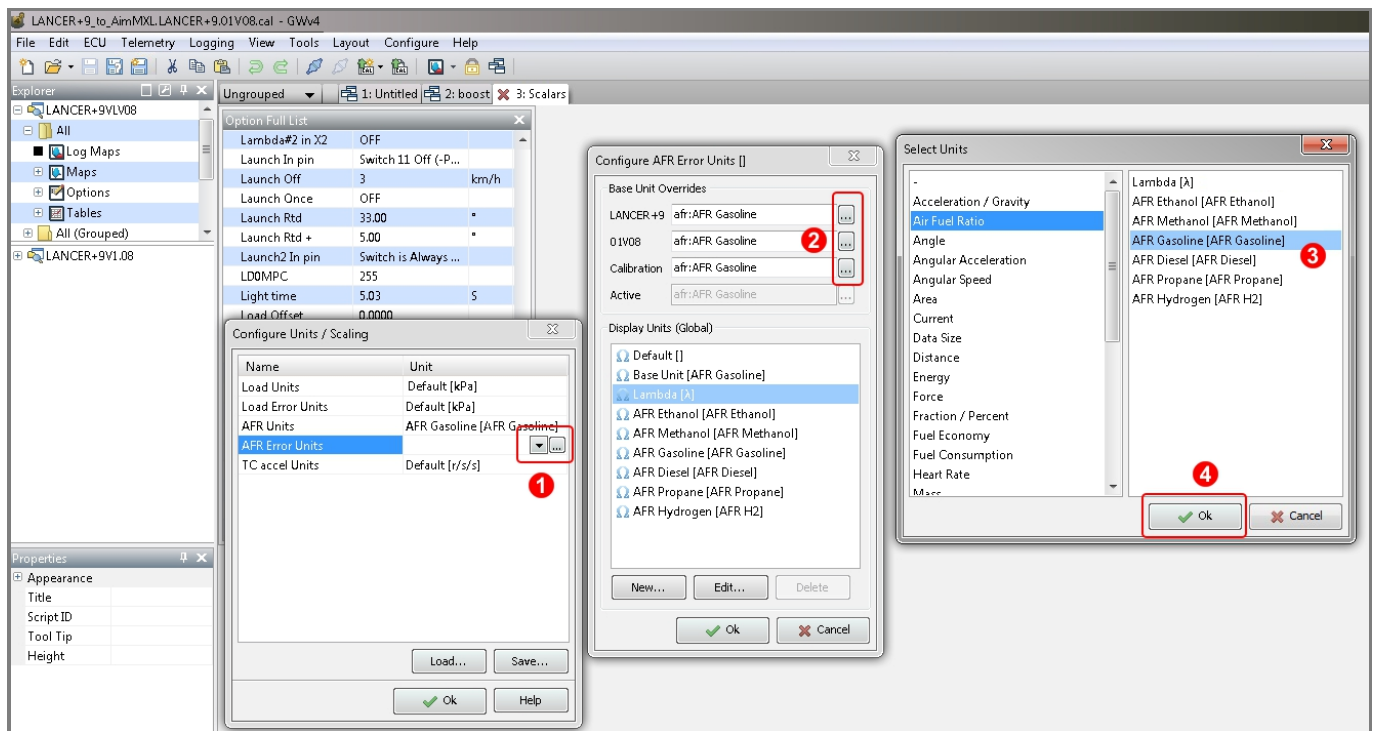 LANCER+9_to_AimMXL.LANCER+9.01V08.cal - GWv4
File Edit ECU Telemetry Logging View Tools Layout Configure Help
Explorer
LANCER+9VLV08
All
Log Maps
Maps
Options
Tables
All (Grouped)
LANCER+9V1.08
Properties
Appearance
Title
Script ID
Tool Tip
Height
Ungrouped 1: Untitled 2: boost 3: Scalars
Option Full List
Lambda#2 in X2 OFF
Launch In pin Switch 11 Off (-P...
Launch Off 3 km/h
Launch Once OFF
Launch Rtd 33.00 °
Launch Rtd + 5.00 °
Launch2 In pin Switch is Always ...
LD0MPC 255
Light time 5.03 S
Load Offset 0.0000
Configure Units / Scaling
Name Unit
Load Units Default [kPa]
Load Error Units Default [kPa]
AFR Units AFR Gasoline [AFR Gasoline]
AFR Error Units ...
TC accel Units Default [r/s/s]
1
Load... Save...
Ok Help
Configure AFR Error Units []
Base Unit Overrides
LANCER+9 afr:AFR Gasoline ...
01V08 afr:AFR Gasoline 2 ...
Calibration afr:AFR Gasoline ...
Active afr:AFR Gasoline ...
Display Units (Global)
Ω Default []
Ω Base Unit [AFR Gasoline]
Ω Lambda [λ]
Ω AFR Ethanol [AFR Ethanol]
Ω AFR Methanol [AFR Methanol]
Ω AFR Gasoline [AFR Gasoline]
Ω AFR Diesel [AFR Diesel]
Ω AFR Propane [AFR Propane]
Ω AFR Hydrogen [AFR H2]
New... Edit... Delete
Ok Cancel
Select Units
-
Acceleration / Gravity
Air Fuel Ratio
Angle
Angular Acceleration
Angular Speed
Area
Current
Data Size
Distance
Energy
Force
Fraction / Percent
Fuel Economy
Fuel Consumption
Heart Rate
Mass
Lambda [λ]
AFR Ethanol [AFR Ethanol]
AFR Methanol [AFR Methanol]
AFR Gasoline [AFR Gasoline]
3
AFR Diesel [AFR Diesel]
AFR Propane [AFR Propane]
AFR Hydrogen [AFR H2]
4
Ok Cancel